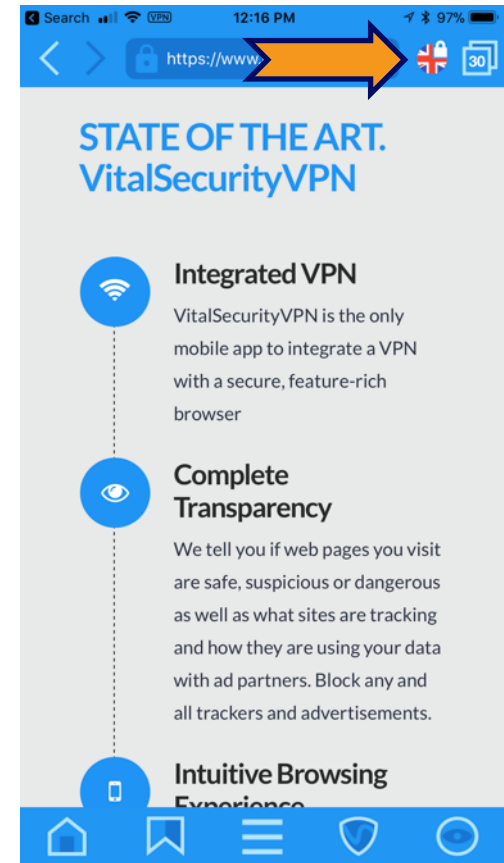 Search VPN 12:16 PM 97%
https://www. 30
STATE OF THE ART.
VitalSecurityVPN
Integrated VPN
VitalSecurityVPN is the only
mobile app to integrate a VPN
with a secure, feature-rich
browser
Complete
Transparency
We tell you if web pages you visit
are safe, suspicious or dangerous
as well as what sites are tracking
and how they are using your data
with ad partners. Block any and
all trackers and advertisements.
Intuitive Browsing
Experience